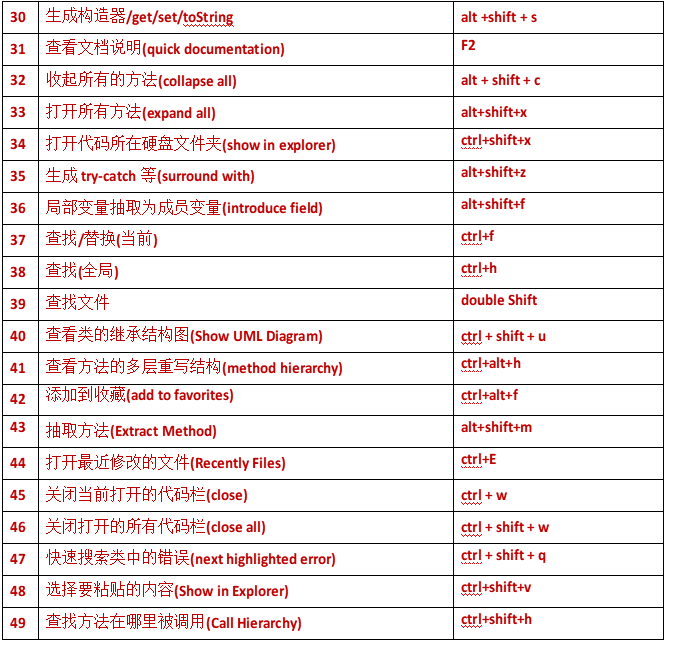 30 生成构造器/get/set/toString alt +shift + s
31 查看文档说明(quick documentation) F2
32 收起所有的方法(collapse all) alt + shift + c
33 打开所有方法(expand all) alt+shift+x
34 打开代码所在硬盘文件夹(show in explorer) ctrl+shift+x
35 生成 try-catch 等(surround with) alt+shift+z
36 局部变量抽取为成员变量(introduce field) alt+shift+f
37 查找/替换(当前) ctrl+f
38 查找(全局) ctrl+h
39 查找文件 double Shift
40 查看类的继承结构图(Show UML Diagram) ctrl + shift + u
41 查看方法的多层重写结构(method hierarchy) ctrl+alt+h
42 添加到收藏(add to favorites) ctrl+alt+f
43 抽取方法(Extract Method) alt+shift+m
44 打开最近修改的文件(Recently Files) ctrl+E
45 关闭当前打开的代码栏(close) ctrl + w
46 关闭打开的所有代码栏(close all) ctrl + shift + w
47 快速搜索类中的错误(next highlighted error) ctrl + shift + q
48 选择要粘贴的内容(Show in Explorer) ctrl+shift+v
49 查找方法在哪里被调用(Call Hierarchy) ctrl+shift+h